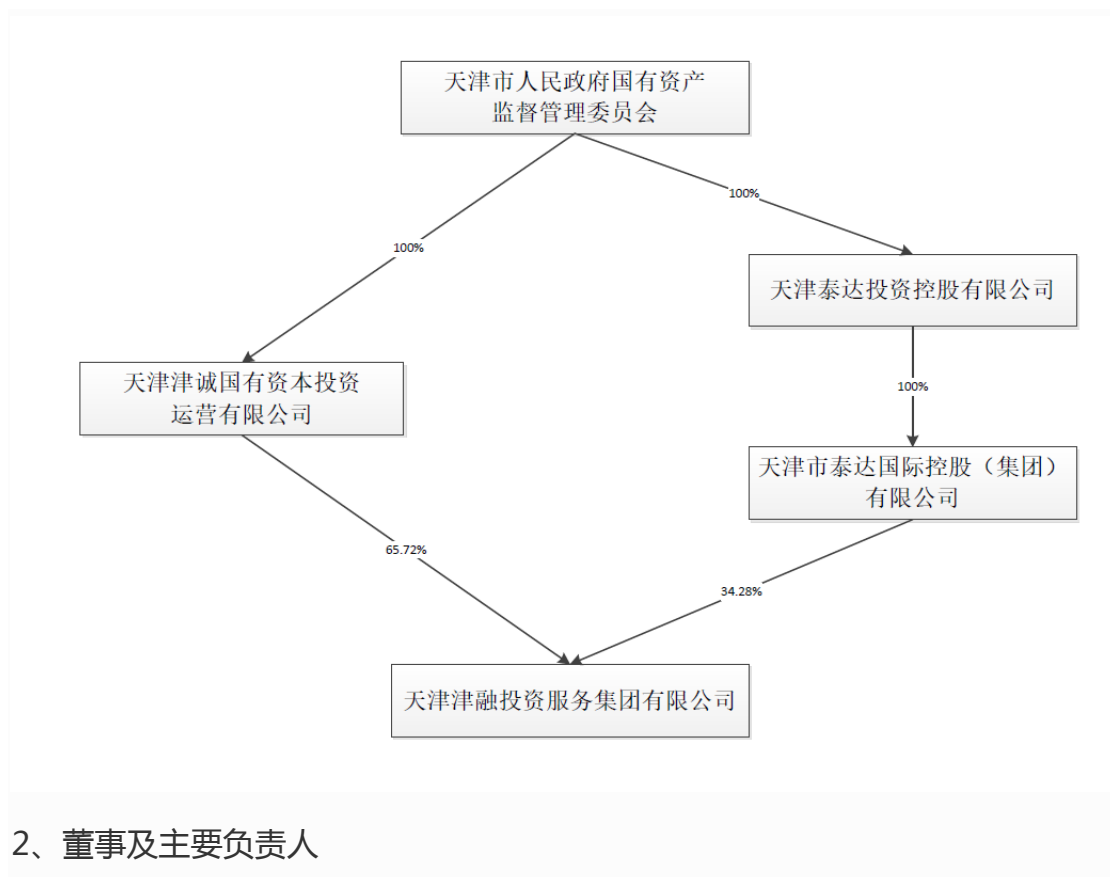 天津市人民政府国有资产
监督管理委员会
100%
100%
天津泰达投资控股有限公司
天津津诚国有资本投资
运营有限公司
100%
天津市泰达国际控股（集团）
有限公司
65.72%
34.28%
天津津融投资服务集团有限公司
2、董事及主要负责人